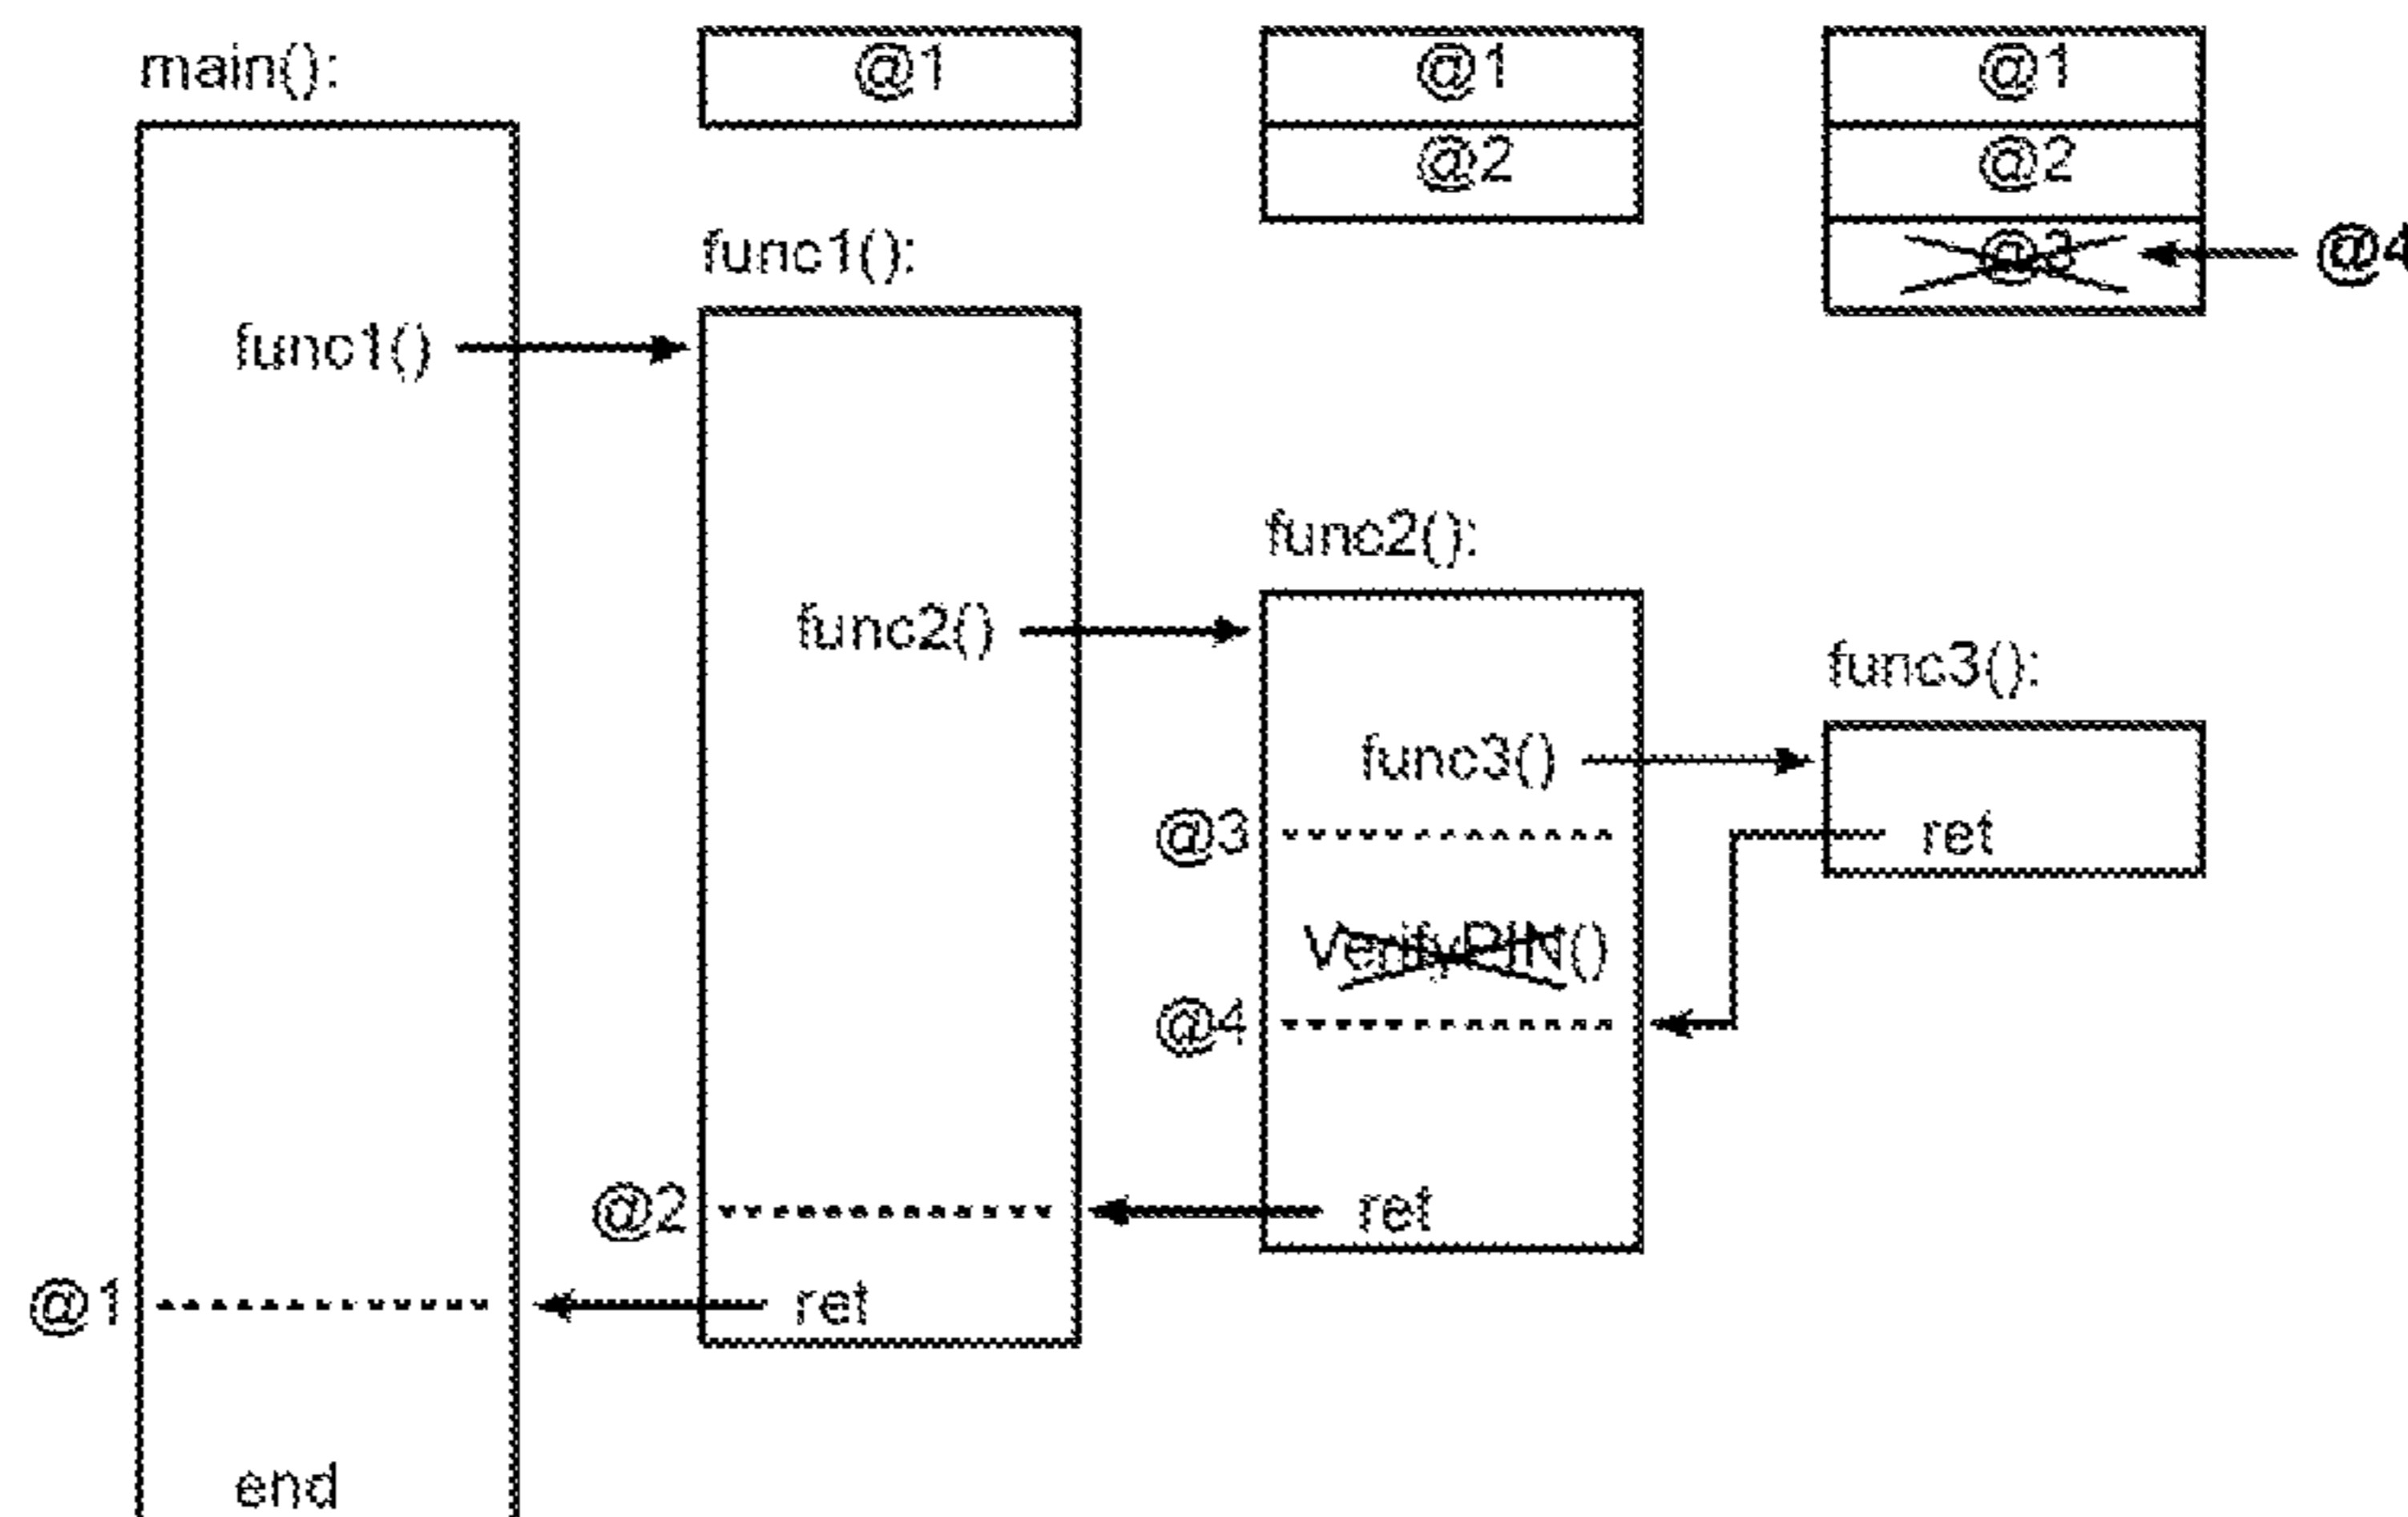 main():
@1
@1
@1
@2
@2
func1():
@3
@4
func1()
func2():
func2()
func3():
func3()
@3
ret
VerifyPIN()
@4
@2
ret
@1
ret
end